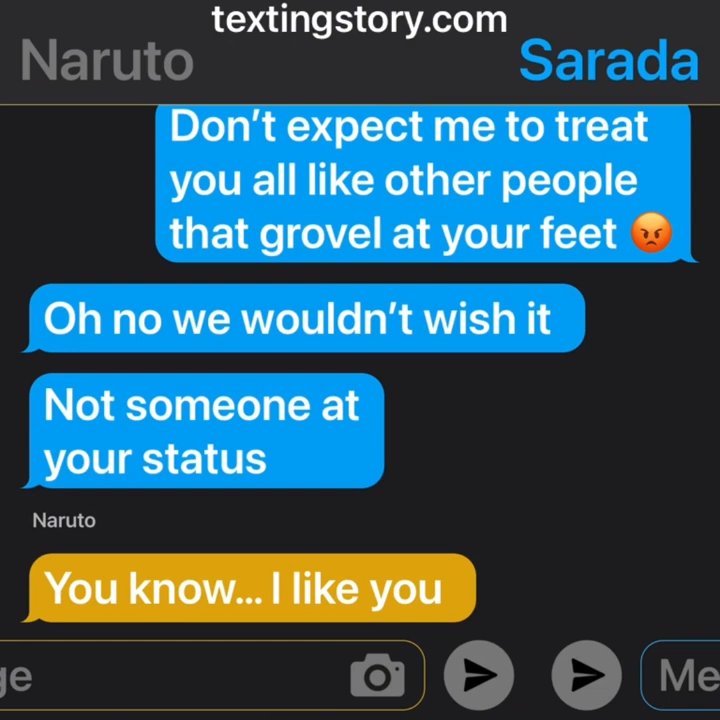 textingstory.com
Naruto
Sarada
Don’t expect me to treat
you all like other people
that grovel at your feet 😡
Oh no we wouldn’t wish it
Not someone at
your status
Naruto
You know... I like you
ge
Me